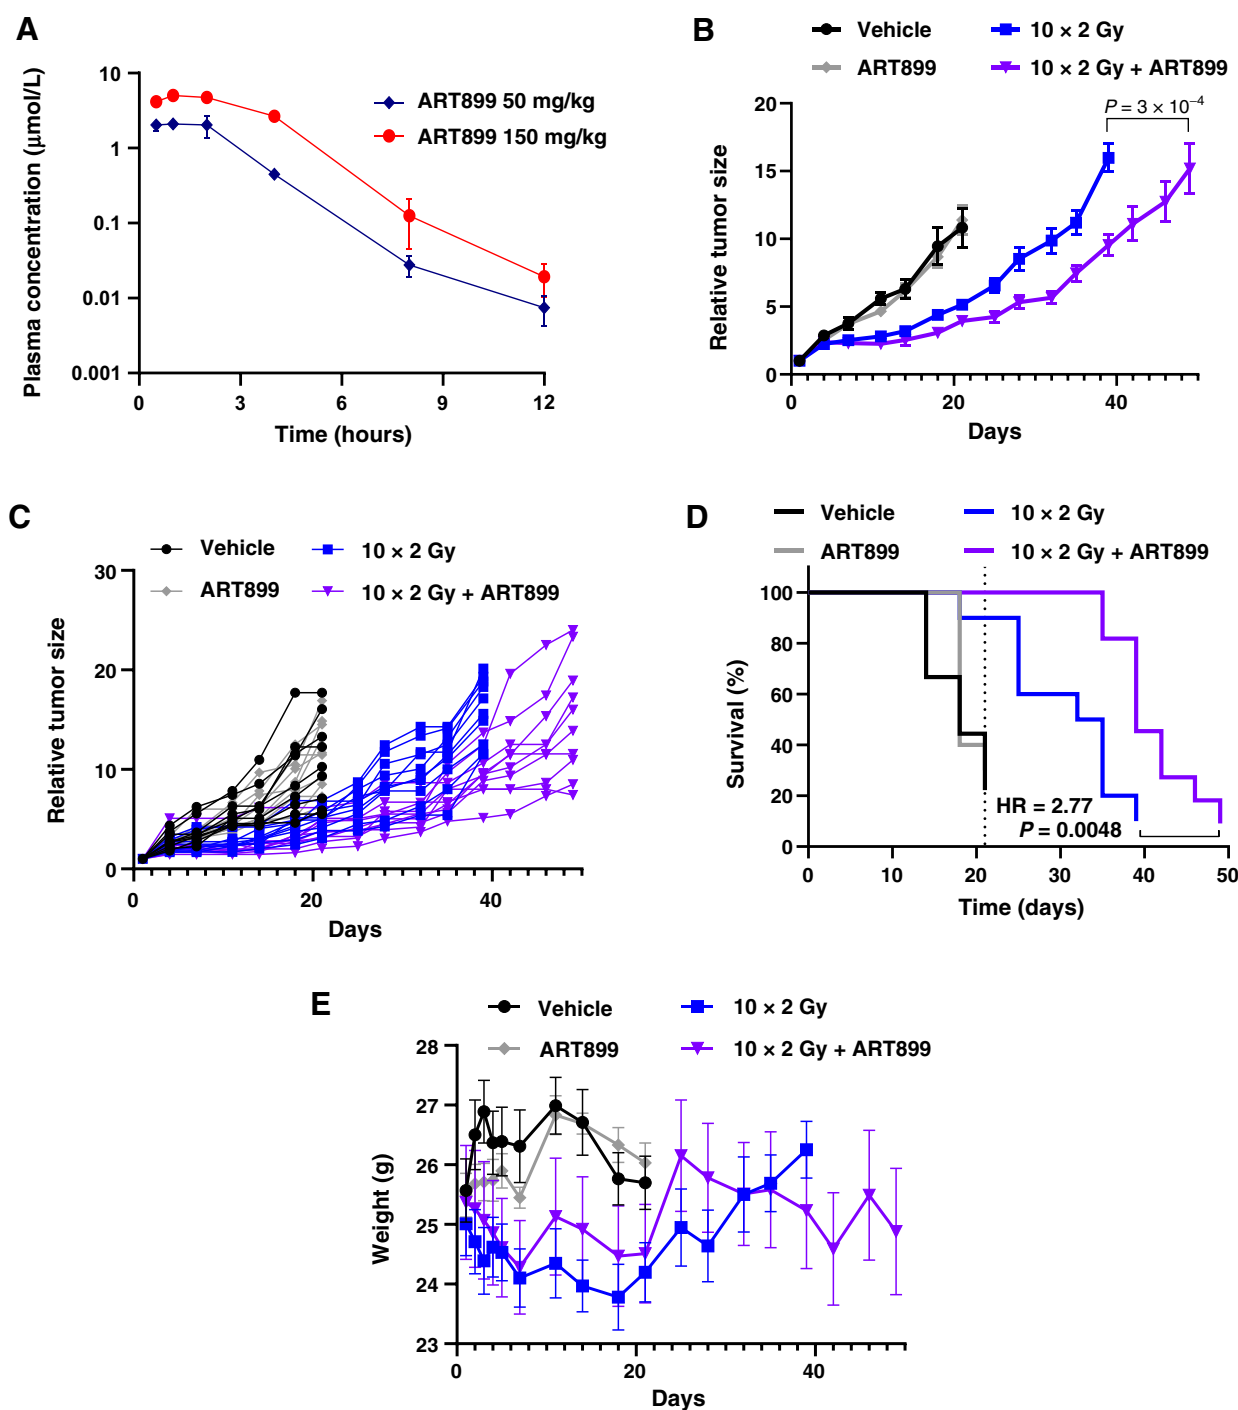 A
Plasma concentration (μmol/L)
10
1
0.1
0.01
0.001
0
3
6
9
12
Time (hours)
ART899 50 mg/kg
ART899 150 mg/kg
B
Vehicle
10 × 2 Gy
ART899
10 × 2 Gy + ART899
P = 3 × 10⁻⁴
Relative tumor size
20
15
10
5
0
0
20
40
Days
C
Vehicle
10 × 2 Gy
ART899
10 × 2 Gy + ART899
Relative tumor size
30
20
10
0
0
20
40
Days
D
Vehicle
10 × 2 Gy
ART899
10 × 2 Gy + ART899
Survival (%)
100
80
60
40
20
0
HR = 2.77
P = 0.0048
0
10
20
30
40
50
Time (days)
E
Vehicle
10 × 2 Gy
ART899
10 × 2 Gy + ART899
Weight (g)
28
27
26
25
24
23
0
20
40
Days